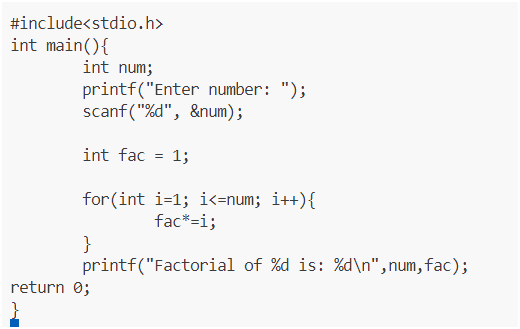 #include<stdio.h>
int main(){
        int num;
        printf("Enter number: ");
        scanf("%d", &num);

        int fac = 1;

        for(int i=1; i<=num; i++){
                fac*=i;
        }
        printf("Factorial of %d is: %d\n",num,fac);
return 0;
}